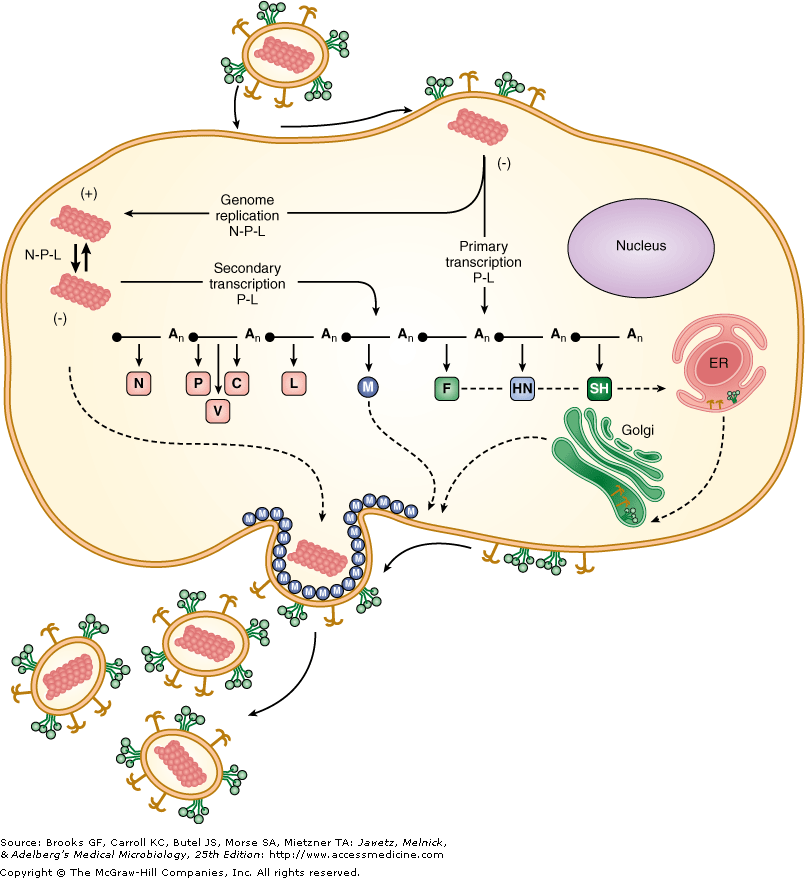 (-)
(+)
Genome
replication
N-P-L
Nucleus
N-P-L
Primary
transcription
P-L
Secondary
transcription
P-L
(-)
An An An An An An An
ER
N P C L M F HN SH
V
Golgi
M M M M M M M M M M M M M M M M M M M M M M
Source: Brooks GF, Carroll KC, Butel JS, Morse SA, Mietzner TA: Jawetz, Melnick,
& Adelberg's Medical Microbiology, 25th Edition: http://www.accessmedicine.com
Copyright © The McGraw-Hill Companies, Inc. All rights reserved.